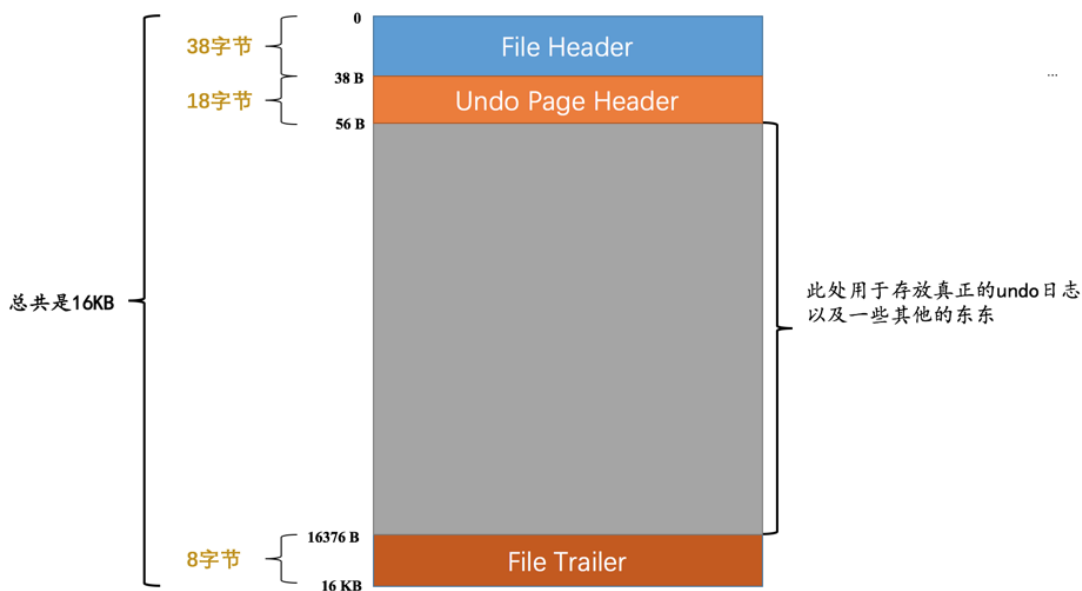 0
38字节
File Header
38 B
...
18字节
Undo Page Header
56 B
总共是16KB
此处用于存放真正的undo日志
以及一些其他的东东
16376 B
8字节
File Trailer
16 KB